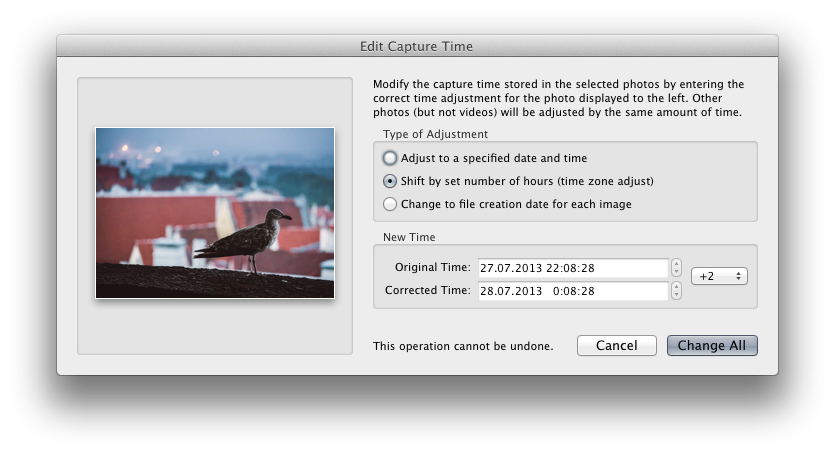 Edit Capture Time
Modify the capture time stored in the selected photos by entering the
correct time adjustment for the photo displayed to the left. Other
photos (but not videos) will be adjusted by the same amount of time.
Type of Adjustment
Adjust to a specified date and time
Shift by set number of hours (time zone adjust)
Change to file creation date for each image
New Time
Original Time: 27.07.2013 22:08:28
+2
Corrected Time: 28.07.2013 0:08:28
This operation cannot be undone. Cancel Change All